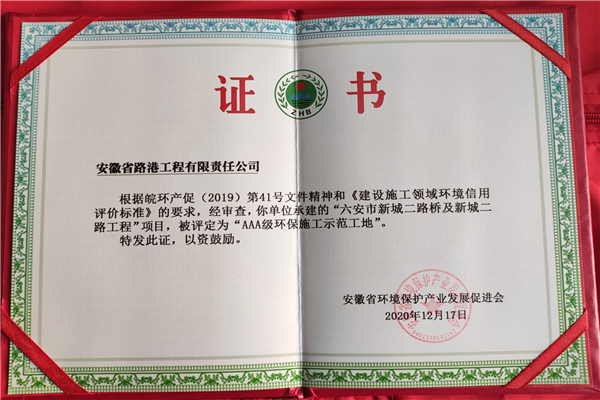 证 书
ZHB
安徽省路港工程有限责任公司
根据皖环产促（2019）第41号文件精神和《建设施工领域环境信用
评价标准》的要求，经审查，你单位承建的“六安市新城二路桥及新城二
路工程”项目，被评定为“AAA级环保施工示范工地”。
特发此证，以资鼓励。
安徽省环境保护产业发展促进会
2020年12月17日